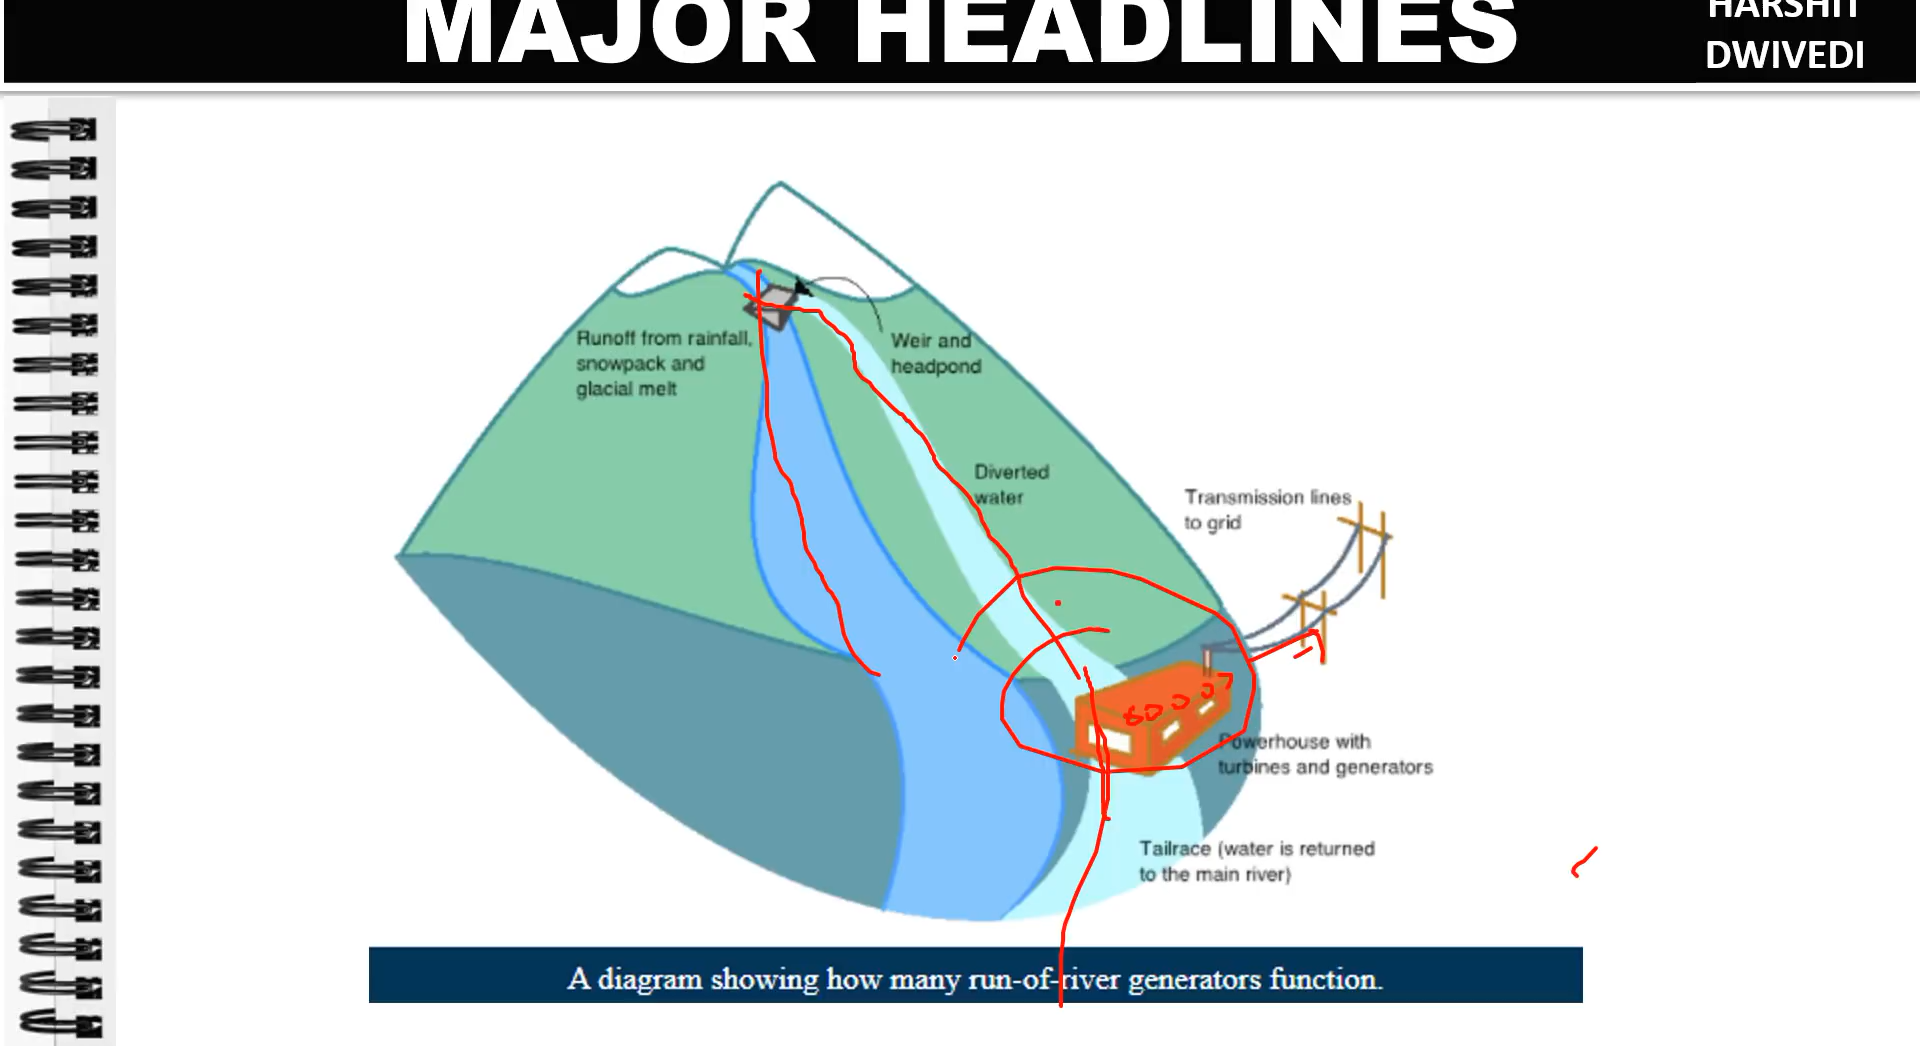 MAJOR HEADLINES
HARSHIT
DWIVEDI
Runoff from rainfall,
snowpack and
glacial melt
Weir and
headpond
Diverted
water
Transmission lines
to grid
Powerhouse with
turbines and generators
Tailrace (water is returned
to the main river)
A diagram showing how many run-of-river generators function.